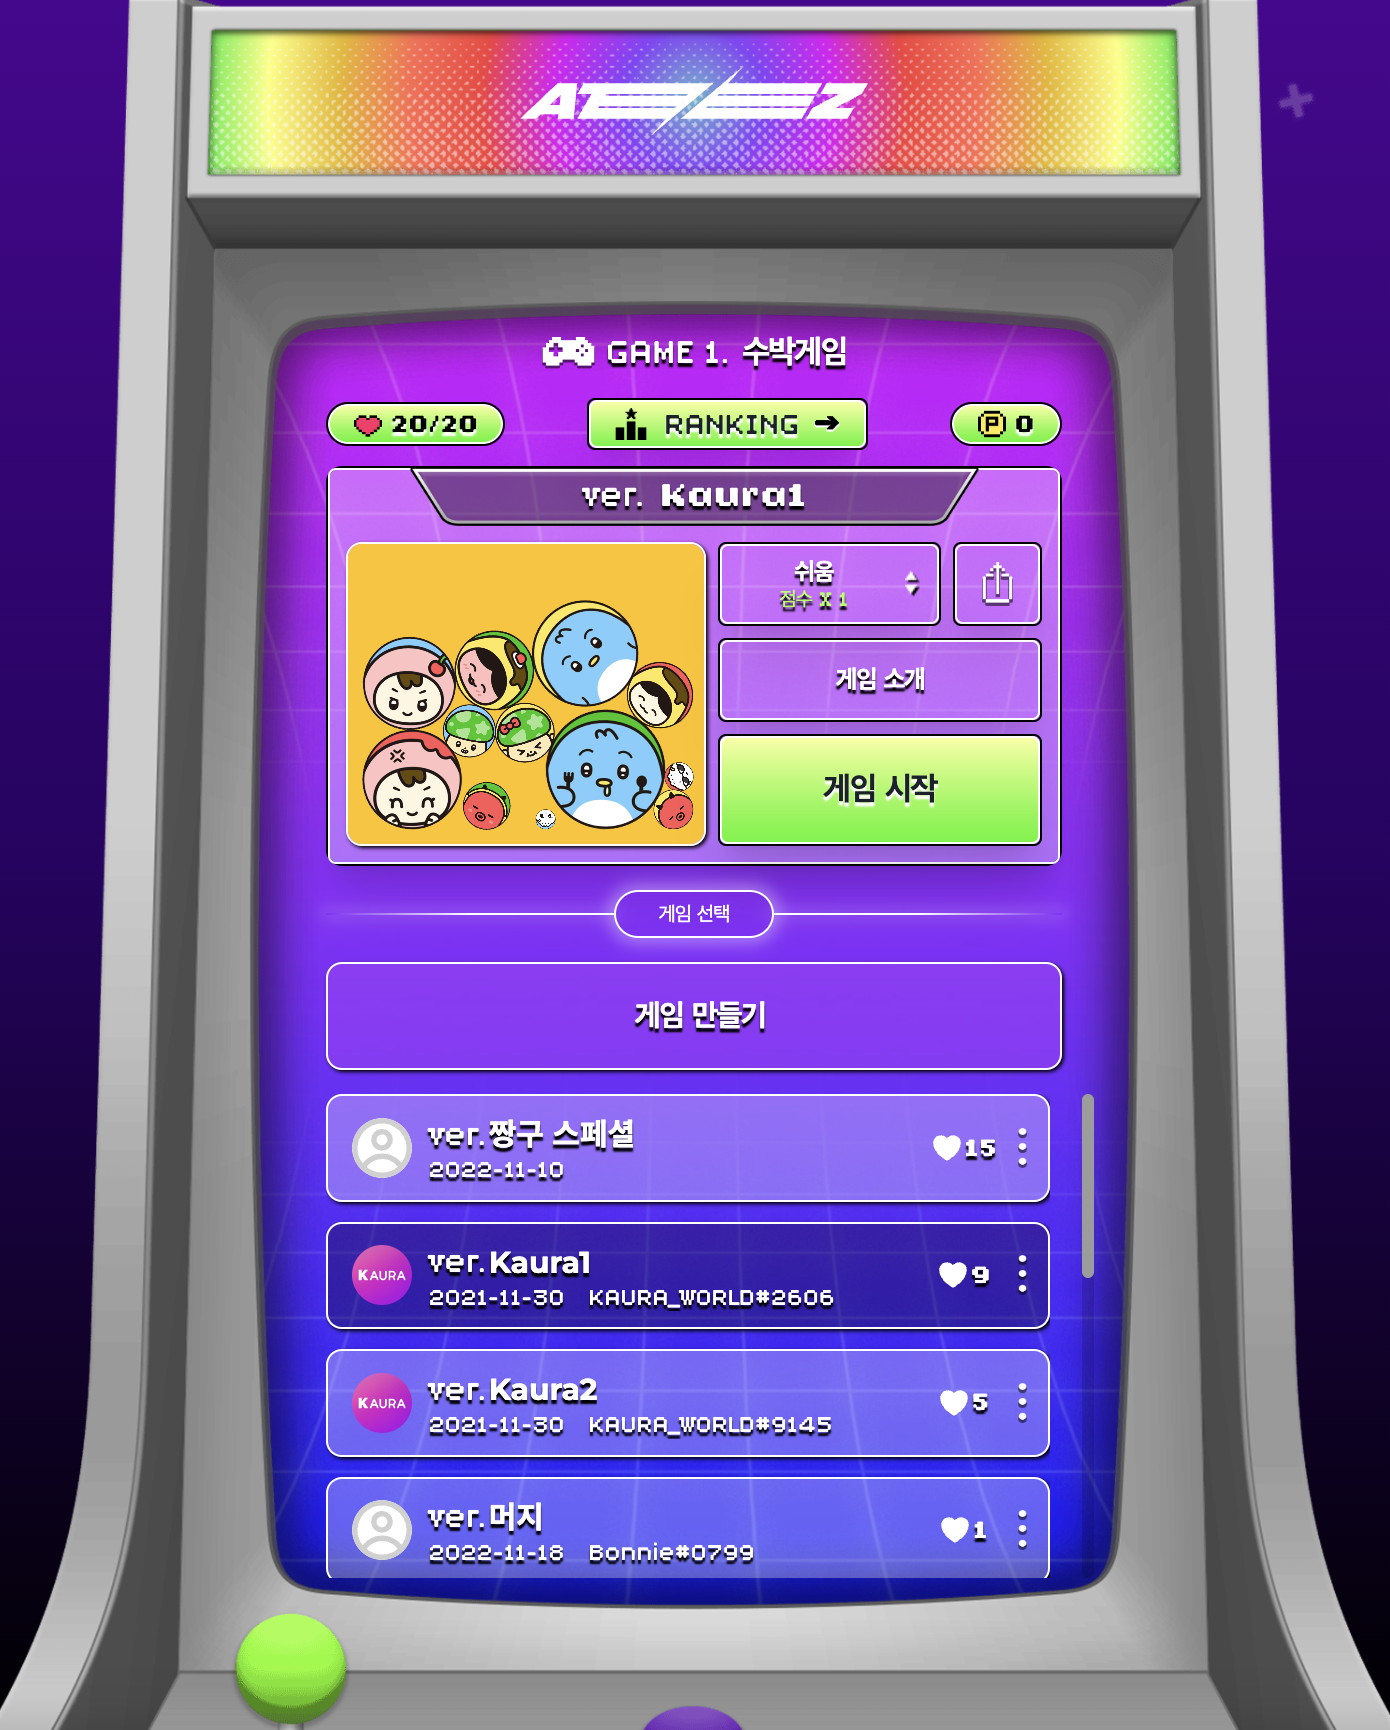 ATEEZ
GAME 1. 수박게임
20/20
RANKING →
P 0
ver. Kaura1
쉬움
점수 X 1
게임 소개
게임 시작
게임 선택
게임 만들기
ver.짱구 스페셜
2022-11-10
15
KAURA
ver.Kaura1
2021-11-30 KAURA_WORLD#2606
9
KAURA
ver.Kaura2
2021-11-30 KAURA_WORLD#9145
5
ver.머지
2022-11-18 Bonnie#0799
1